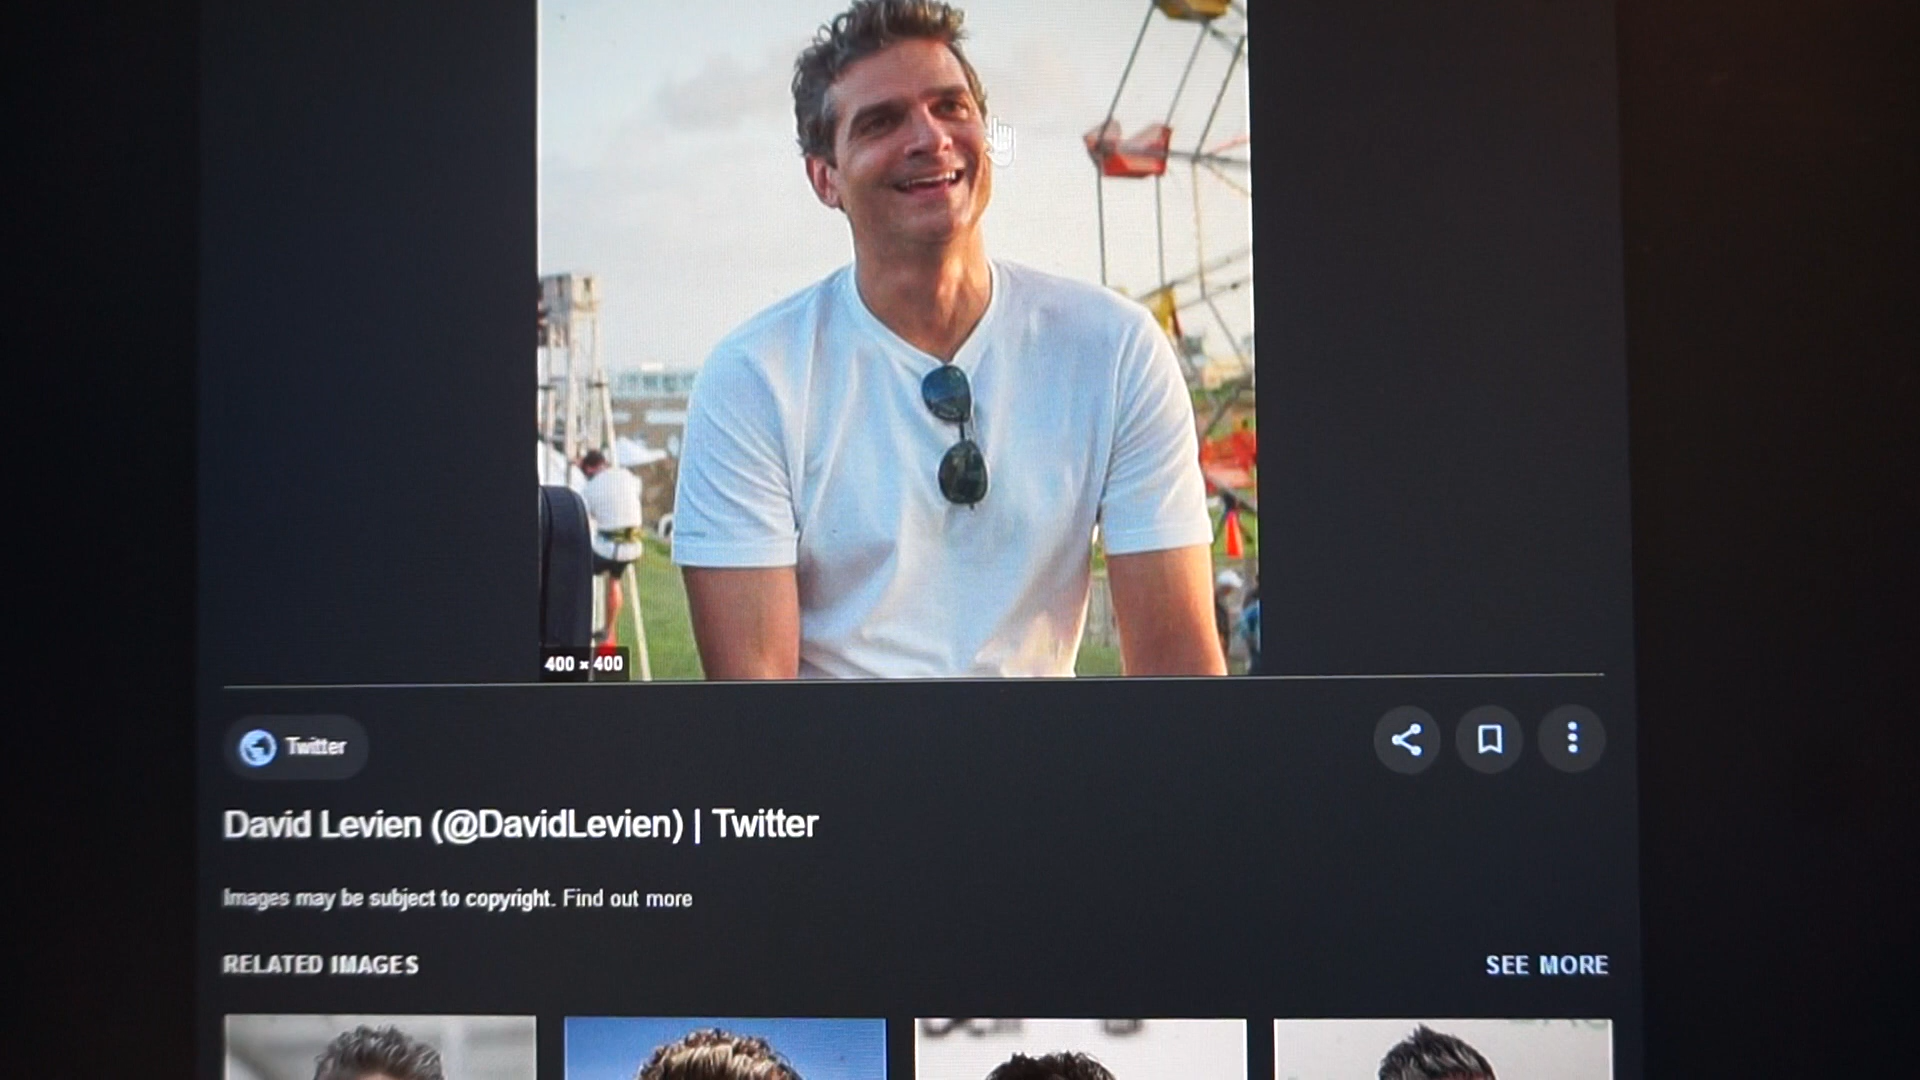 400 × 400
Twitter
David Levien (@DavidLevien) | Twitter
Images may be subject to copyright. Find out more
RELATED IMAGES
SEE MORE